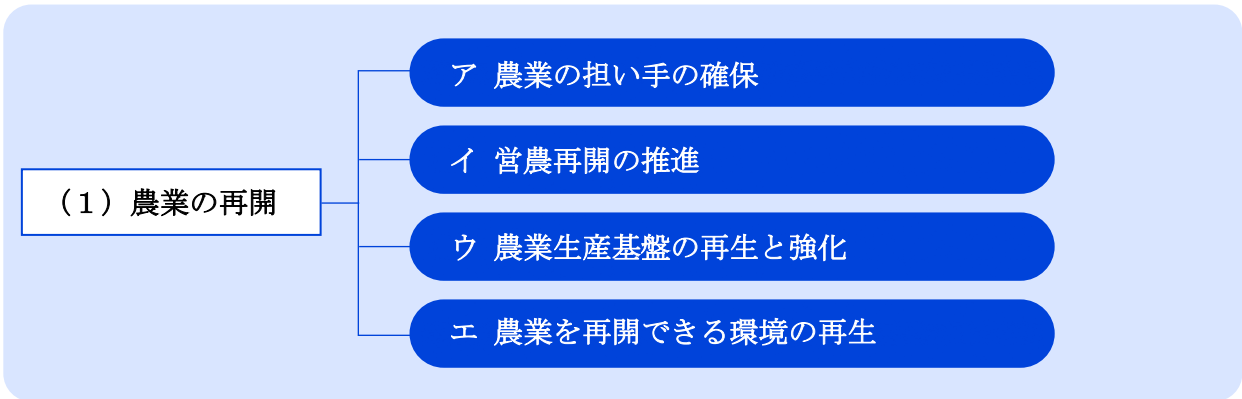 （１）農業の再開
ア 農業の担い手の確保
イ 営農再開の推進
ウ 農業生産基盤の再生と強化
エ 農業を再開できる環境の再生